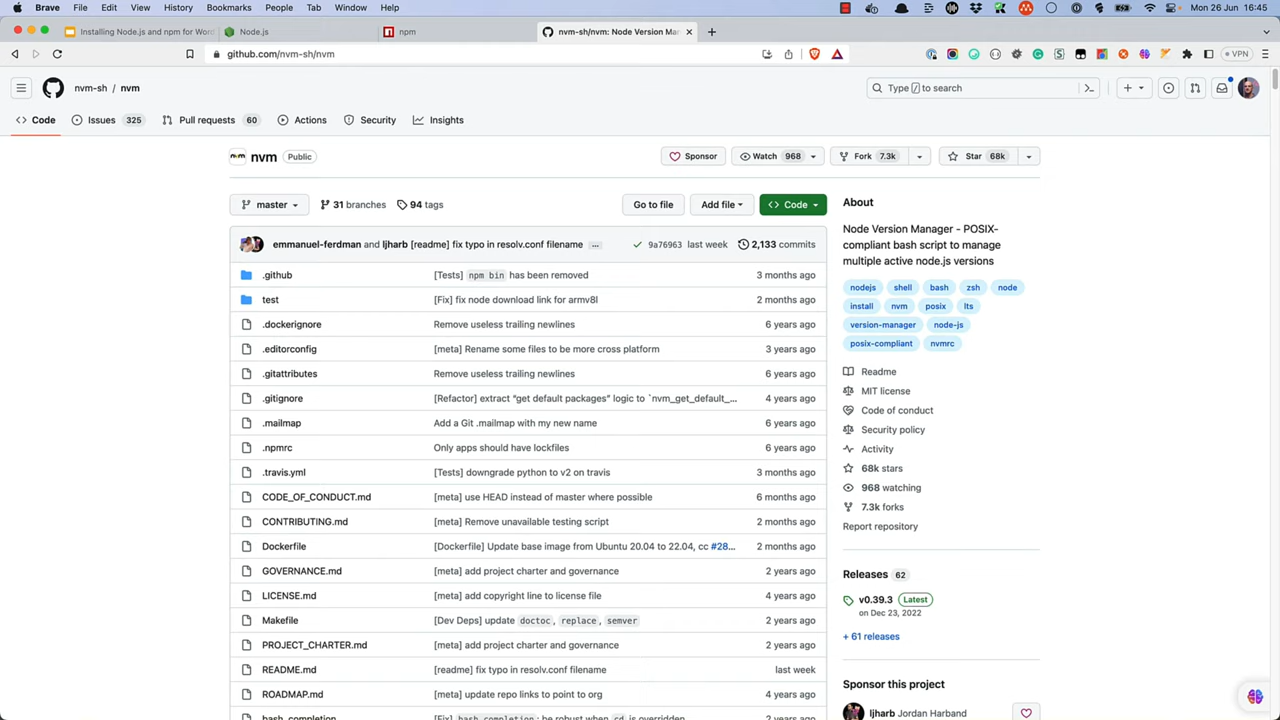 Brave File Edit View History Bookmarks People Tab Window Help Mon 26 Jun 16:45
Installing Node.js and npm for Wor
Node.js
npm
nvm-sh/nvm: Node Version Man
github.com/nvm-sh/nvm
VPN
nvm-sh / nvm
Type / to search
Code Issues 325 Pull requests 60 Actions Security Insights
nvm Public
Sponsor Watch 968 Fork 7.3k Star 68k
master 31 branches 94 tags Go to file Add file Code
emmanuel-ferdman and ljharb [readme] fix typo in resolv.conf filename ... 9a76963 last week 2,133 commits
.github [Tests] npm bin has been removed 3 months ago
test [Fix] fix node download link for armv8l 2 months ago
.dockerignore Remove useless trailing newlines 6 years ago
.editorconfig [meta] Rename some files to be more cross platform 3 years ago
.gitattributes Remove useless trailing newlines 6 years ago
.gitignore [Refactor] extract “get default packages” logic to `nvm_get_default_... 4 years ago
.mailmap Add a Git .mailmap with my new name 6 years ago
.npmrc Only apps should have lockfiles 6 years ago
.travis.yml [Tests] downgrade python to v2 on travis 3 months ago
CODE_OF_CONDUCT.md [meta] use HEAD instead of master where possible 6 months ago
CONTRIBUTING.md [meta] Remove unavailable testing script 2 months ago
Dockerfile [Dockerfile] Update base image from Ubuntu 20.04 to 22.04, cc #28... 2 months ago
GOVERNANCE.md [meta] add project charter and governance 2 years ago
LICENSE.md [meta] add copyright line to license file 4 years ago
Makefile [Dev Deps] update doctoc, replace, semver 2 years ago
PROJECT_CHARTER.md [meta] add project charter and governance 2 years ago
README.md [readme] fix typo in resolv.conf filename last week
ROADMAP.md [meta] update repo links to point to org 4 years ago
bash_completion [Fix] bash_completion: be robust when cd is overridden 2 years ago
About
Node Version Manager - POSIX-
compliant bash script to manage
multiple active node.js versions
nodejs shell bash zsh node
install nvm posix lts
version-manager node-js
posix-compliant nvmrc
Readme
MIT license
Code of conduct
Security policy
Activity
68k stars
968 watching
7.3k forks
Report repository
Releases 62
v0.39.3 Latest
on Dec 23, 2022
+ 61 releases
Sponsor this project
ljharb Jordan Harband